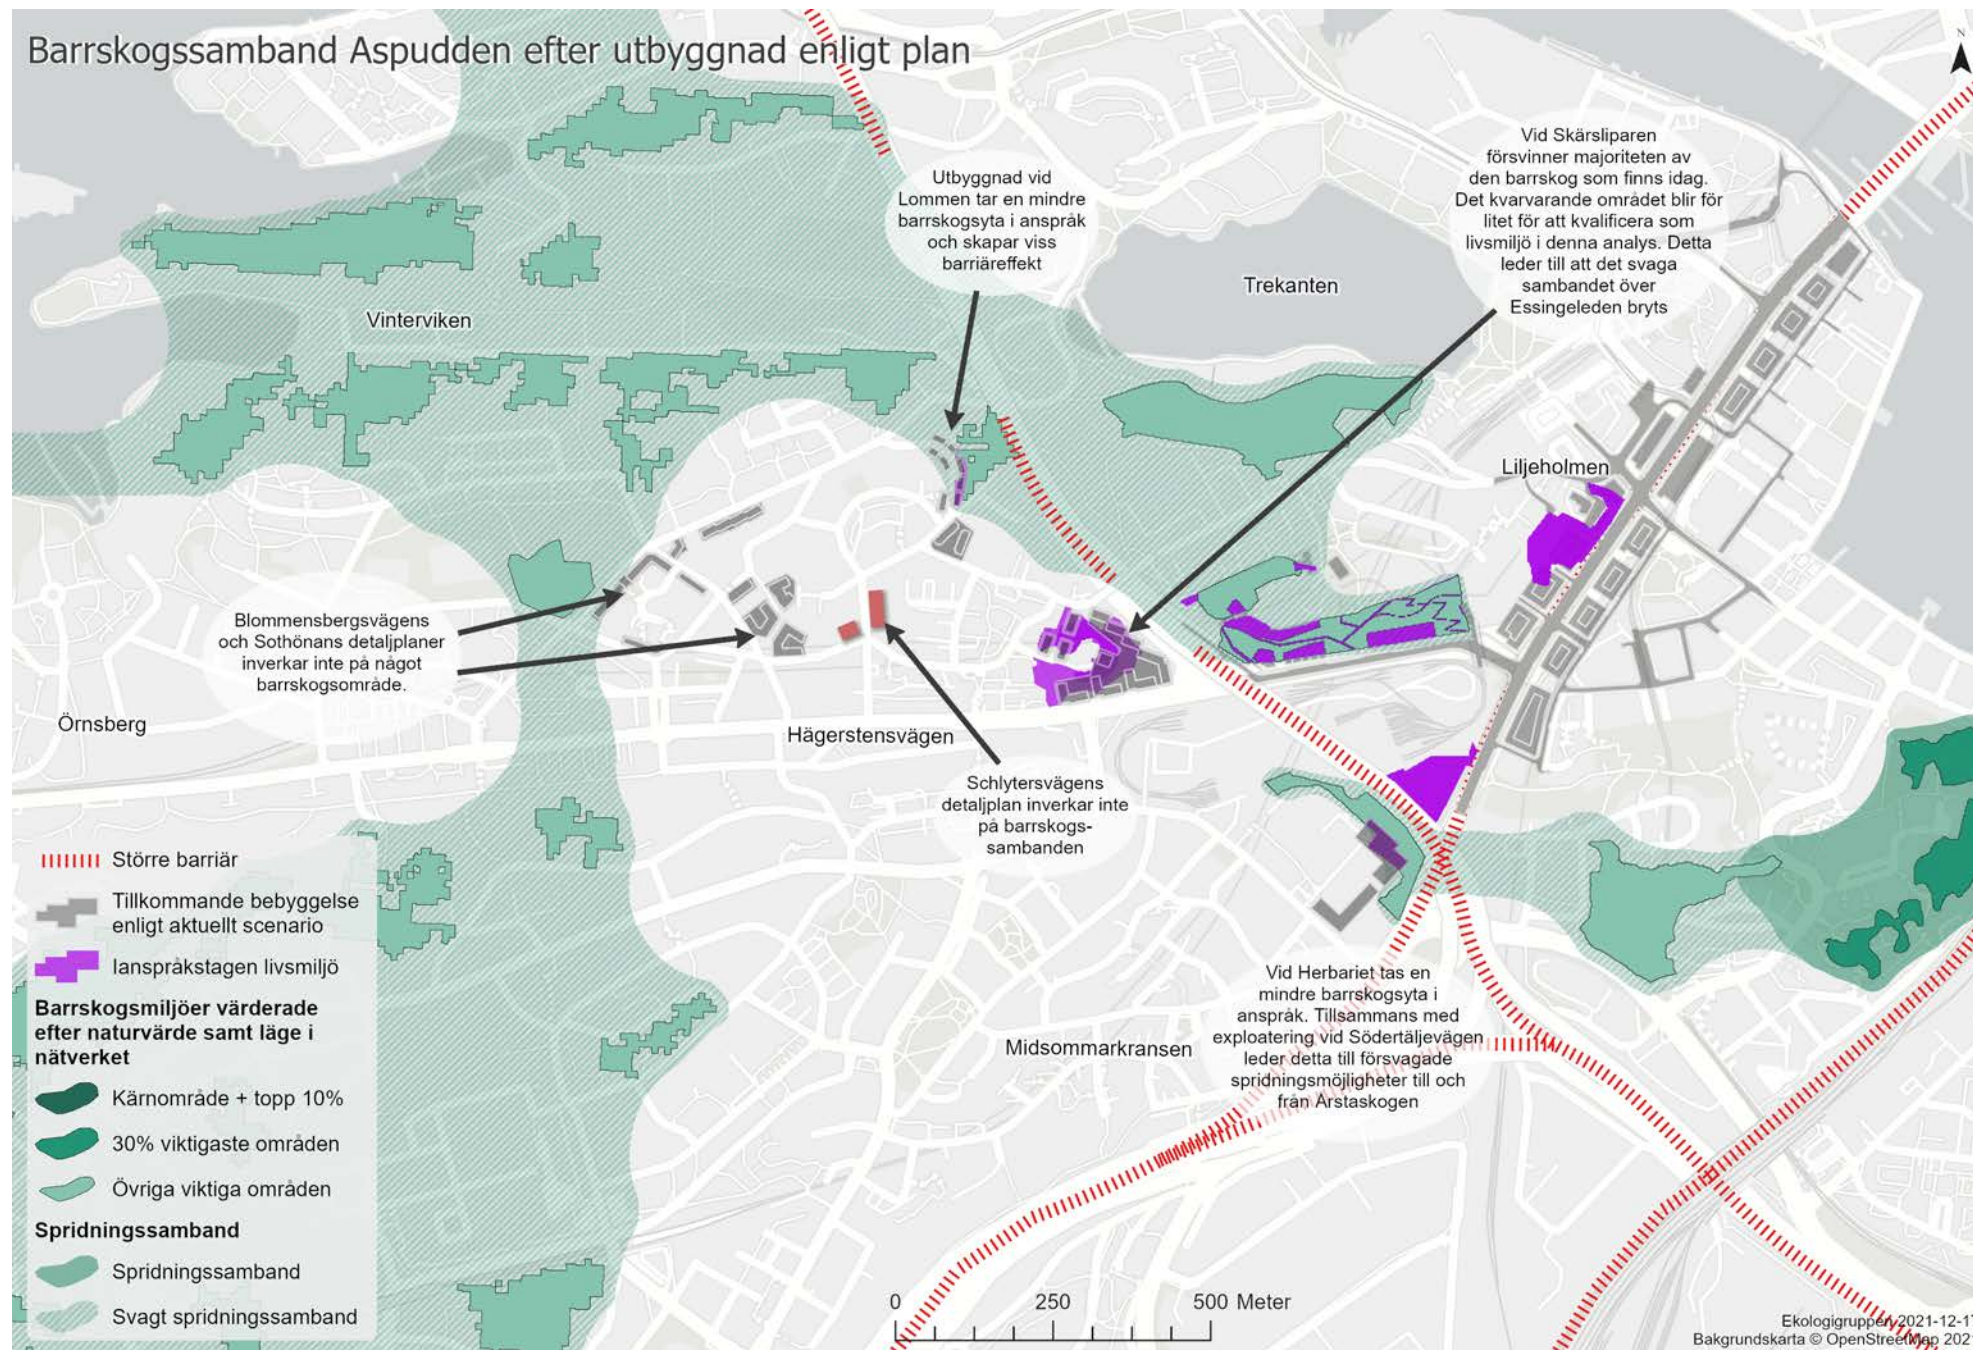 Barrskogssamband Aspudden efter utbyggnad enligt plan
N
Utbyggnad vid
Lommen tar en mindre
barrskogsyta i anspråk
och skapar viss
barriäreffekt
Vid Skärsliparen
försvinner majoriteten av
den barrskog som finns idag.
Det kvarvarande området blir för
litet för att kvalificera som
livsmiljö i denna analys. Detta
leder till att det svaga
sambandet över
Essingeleden bryts
Trekanten
Vinterviken
Liljeholmen
Blommensbergsvägens
och Sothönans detaljplaner
inverkar inte på något
barrskogsområde.
Örnsberg
Hägerstensvägen
Schlytersvägens
detaljplan inverkar inte
på barrskogs-
sambanden
Vid Herbariet tas en
mindre barrskogsyta i
anspråk. Tillsammans med
exploatering vid Södertäljevägen
leder detta till försvagade
spridningsmöjligheter till och
från Årstaskogen
Midsommarkransen
Större barriär
Tillkommande bebyggelse
enligt aktuellt scenario
Ianspråkstagen livsmiljö
Barrskogsmiljöer värderade
efter naturvärde samt läge i
nätverket
Kärnområde + topp 10%
30% viktigaste områden
Övriga viktiga områden
Spridningssamband
Spridningssamband
Svagt spridningssamband
0 250 500 Meter
Ekologigruppen 2021-12-17
Bakgrundskarta © OpenStreetMap 2021